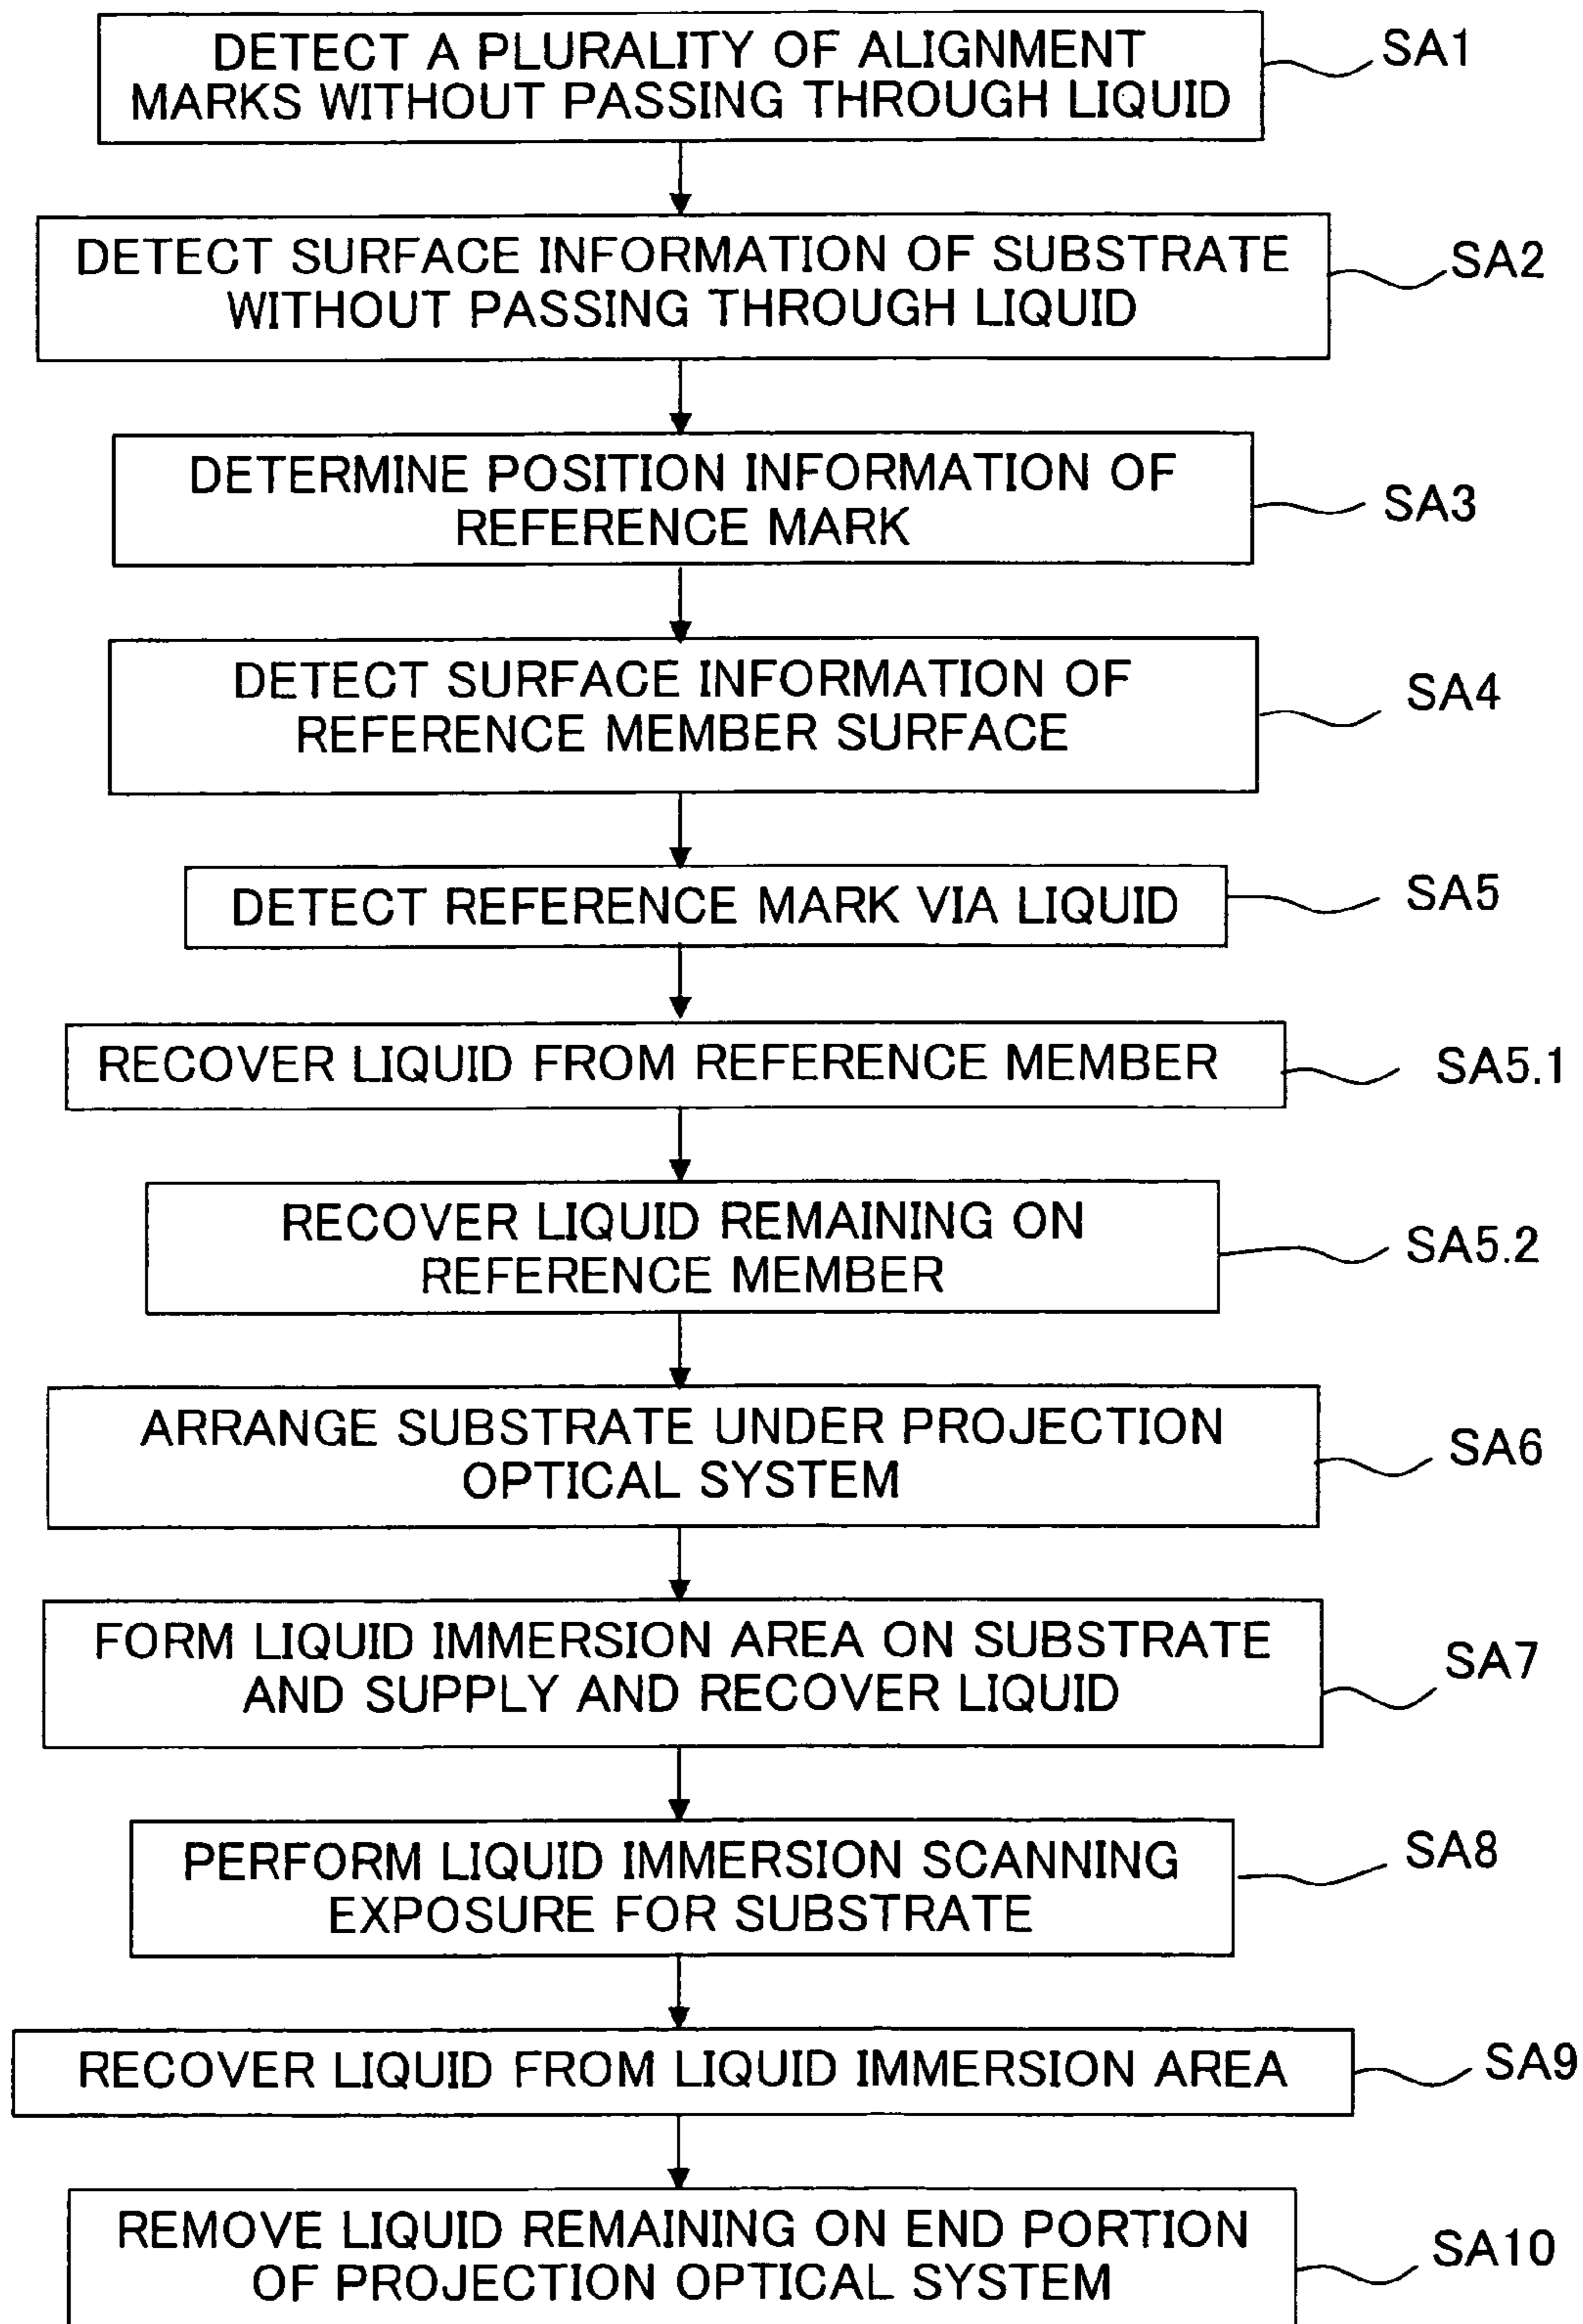 DETECT A PLURALITY OF ALIGNMENT
MARKS WITHOUT PASSING THROUGH LIQUID
SA1
DETECT SURFACE INFORMATION OF SUBSTRATE
WITHOUT PASSING THROUGH LIQUID
SA2
DETERMINE POSITION INFORMATION OF
REFERENCE MARK
SA3
DETECT SURFACE INFORMATION OF
REFERENCE MEMBER SURFACE
SA4
DETECT REFERENCE MARK VIA LIQUID
SA5
RECOVER LIQUID FROM REFERENCE MEMBER
SA5.1
RECOVER LIQUID REMAINING ON
REFERENCE MEMBER
SA5.2
ARRANGE SUBSTRATE UNDER PROJECTION
OPTICAL SYSTEM
SA6
FORM LIQUID IMMERSION AREA ON SUBSTRATE
AND SUPPLY AND RECOVER LIQUID
SA7
PERFORM LIQUID IMMERSION SCANNING
EXPOSURE FOR SUBSTRATE
SA8
RECOVER LIQUID FROM LIQUID IMMERSION AREA
SA9
REMOVE LIQUID REMAINING ON END PORTION
OF PROJECTION OPTICAL SYSTEM
SA10